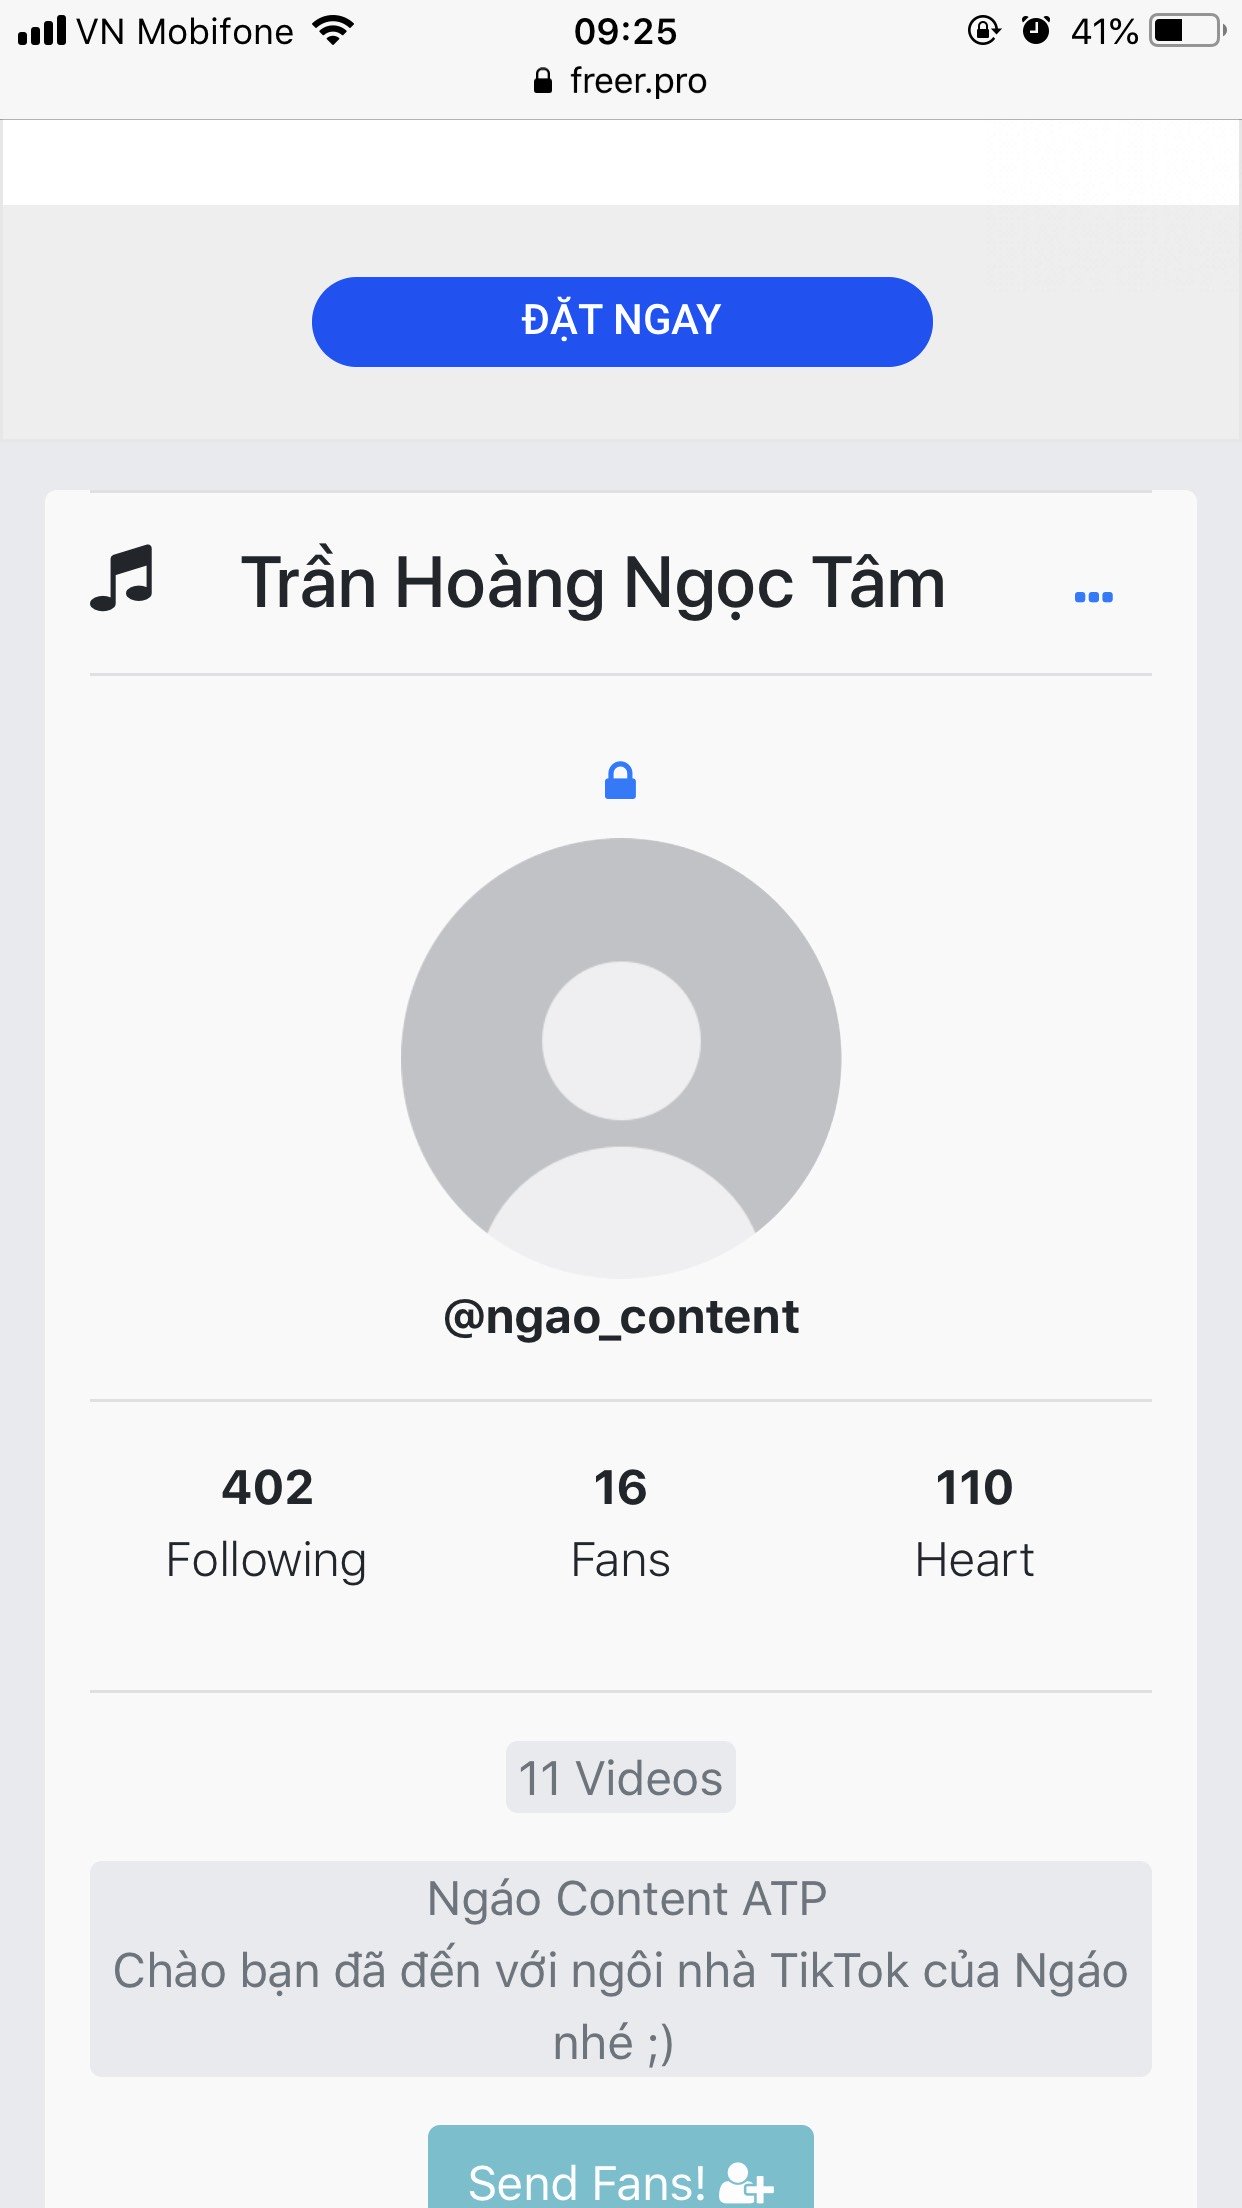 VN Mobifone 09:25 41%
freer.pro
ĐẶT NGAY
Trần Hoàng Ngọc Tâm
@ngao_content
402 16 110
Following Fans Heart
11 Videos
Ngáo Content ATP
Chào bạn đã đến với ngôi nhà TikTok của Ngáo
nhé ;)
Send Fans!